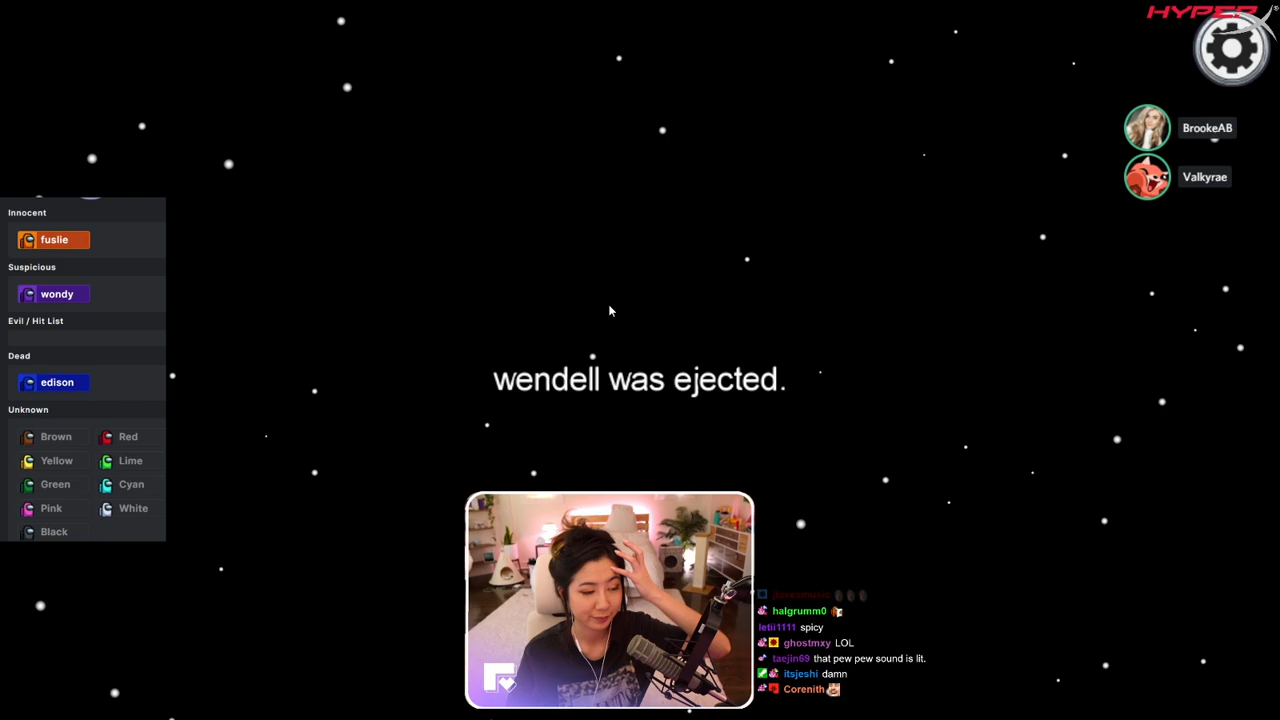 HYPERX
BrookeAB
Valkyrae
Innocent
fuslie
Suspicious
wondy
Evil / Hit List
Dead
edison
Unknown
Brown Red
Yellow Lime
Green Cyan
Pink White
Black
wendell was ejected.
halgrumm0
letii1111 spicy
ghostmxy LOL
taejin69 that pew pew sound is lit.
itsjeshi damn
Corenith